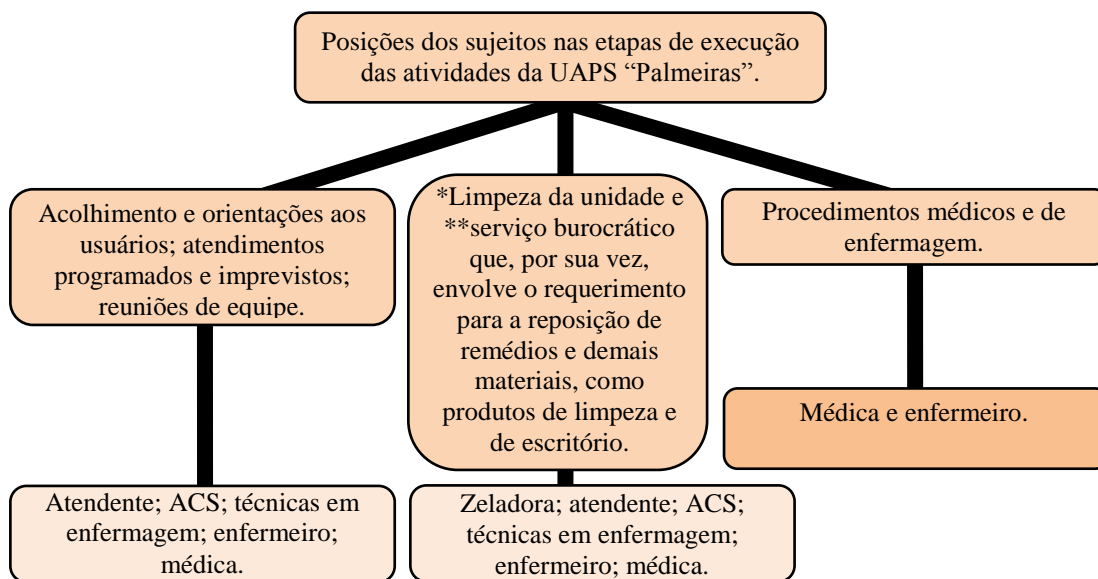 Posições dos sujeitos nas etapas de execução
das atividades da UAPS “Palmeiras”.
Acolhimento e orientações aos
usuários; atendimentos
programados e imprevistos;
reuniões de equipe.
*Limpeza da unidade e
**serviço burocrático
que, por sua vez,
envolve o requerimento
para a reposição de
remédios e demais
materiais, como
produtos de limpeza e
de escritório.
Procedimentos médicos e de
enfermagem.
Médica e enfermeiro.
Atendente; ACS; técnicas em
enfermagem; enfermeiro;
médica.
Zeladora; atendente; ACS;
técnicas em enfermagem;
enfermeiro; médica.